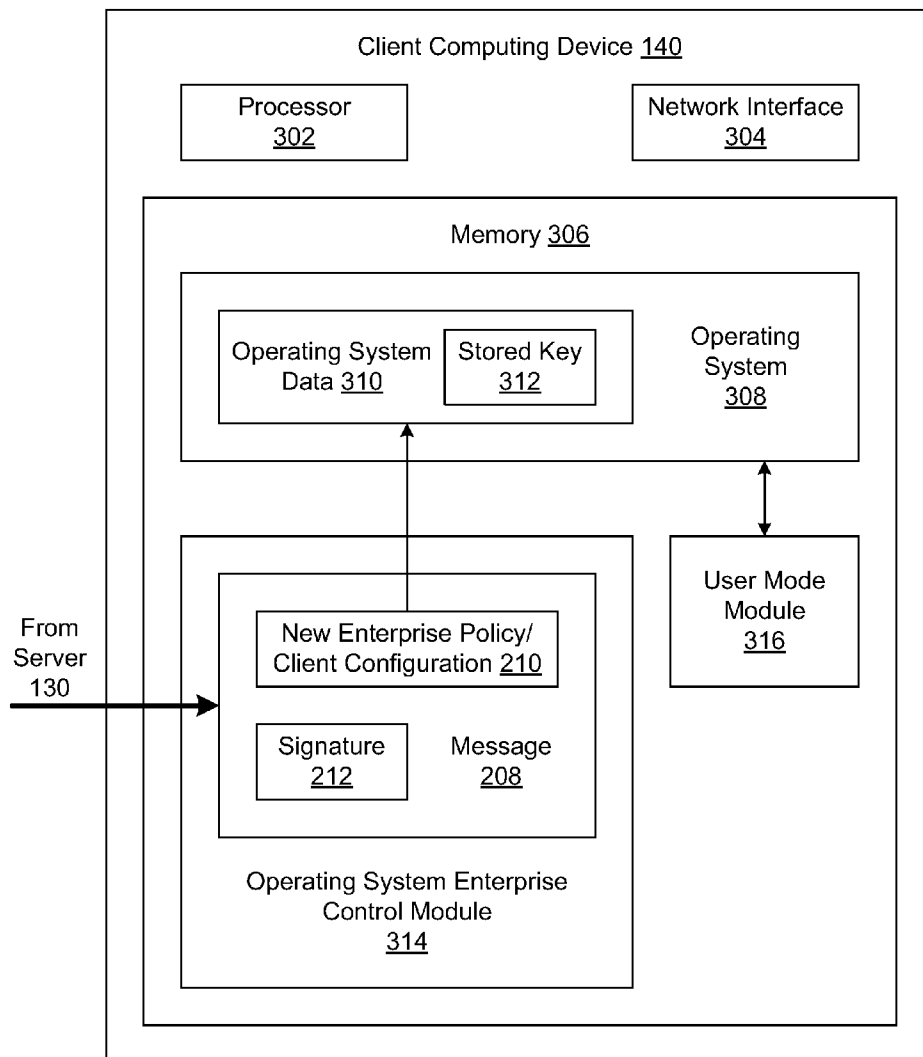 Client Computing Device 140
Processor
302
Network Interface
304
Memory 306
Operating System
Data 310
Stored Key
312
Operating
System
308
From
Server
130
New Enterprise Policy/
Client Configuration 210
Signature
212
Message
208
User Mode
Module
316
Operating System Enterprise
Control Module
314